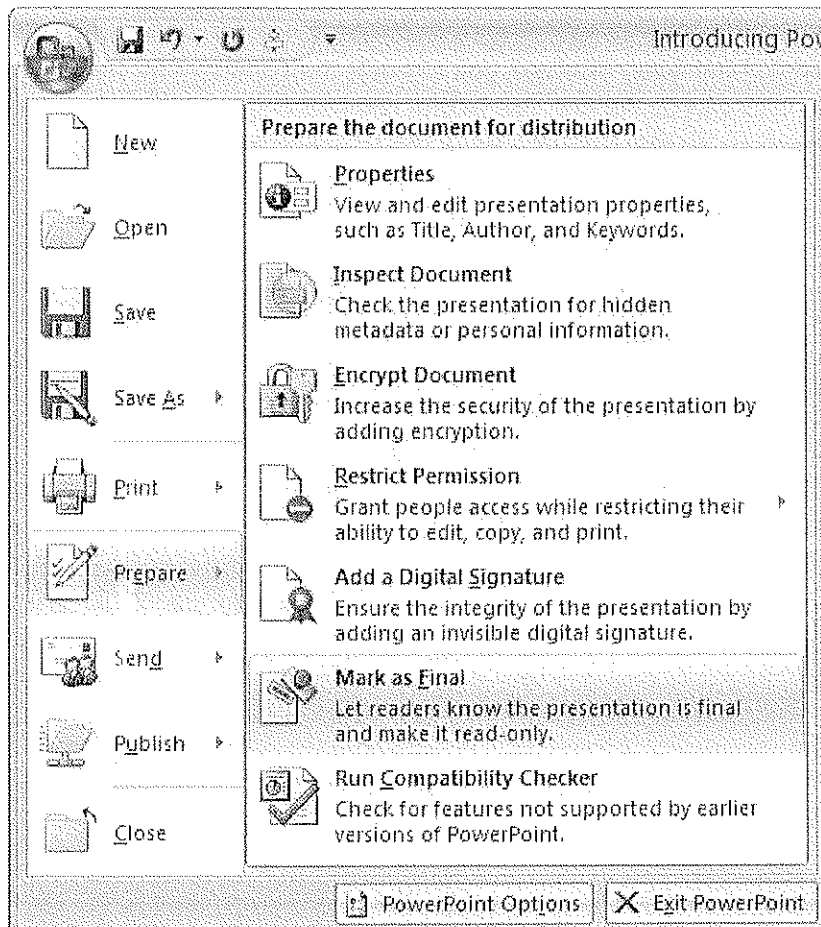 Introducing Pov
New
Open
Save
Save As
Print
Prepare
Send
Publish
Close
Prepare the document for distribution
Properties
View and edit presentation properties,
such as Title, Author, and Keywords.
Inspect Document
Check the presentation for hidden
metadata or personal information.
Encrypt Document
Increase the security of the presentation by
adding encryption.
Restrict Permission
Grant people access while restricting their
ability to edit, copy, and print.
Add a Digital Signature
Ensure the integrity of the presentation by
adding an invisible digital signature.
Mark as Final
Let readers know the presentation is final
and make it read-only.
Run Compatibility Checker
Check for features not supported by earlier
versions of PowerPoint.
PowerPoint Options
Exit PowerPoint